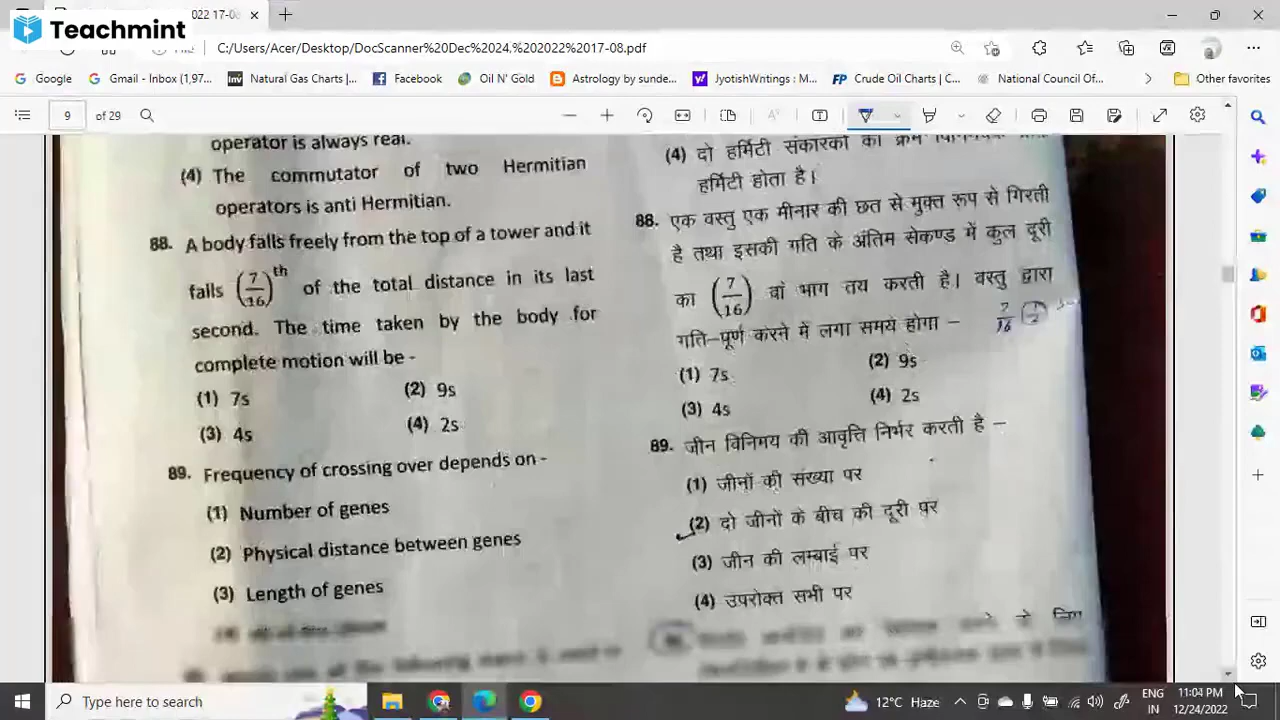 Teachmint
2022 17-0
C:/Users/Acer/Desktop/DocScanner%20Dec%2024,%202022%2017-08.pdf
Google
Gmail - Inbox (1,97...
Natural Gas Charts |...
Facebook
Oil N' Gold
Astrology by sunde...
JyotishWntings : M...
Crude Oil Charts | C...
National Council Of...
Other favorites
9 of 29
operator is always real.
(4) The commutator of two Hermitian
operators is anti Hermitian.
88. A body falls freely from the top of a tower and it
falls (7/16)th of the total distance in its last
second. The time taken by the body for
complete motion will be -
(1) 7s (2) 9s
(3) 4s (4) 2s
89. Frequency of crossing over depends on -
(1) Number of genes
(2) Physical distance between genes
(3) Length of genes
(4) दो हर्मिटी संकारकों का क्रम
हर्मिटी होता है।
88. एक वस्तु एक मीनार की छत से मुक्त रूप से गिरती
है तथा इसकी गति के अंतिम सेकण्ड में कुल दूरी
का (7/16) वां भाग तय करती है। वस्तु द्वारा
गति-पूर्ण करने में लगा समय होगा –
7/16
(1) 7s (2) 9s
(3) 4s (4) 2s
89. जीन विनिमय की आवृत्ति निर्भर करती है –
(1) जीनों की संख्या पर
(2) दो जीनों के बीच की दूरी पर
(3) जीन की लम्बाई पर
(4) उपरोक्त सभी पर
Type here to search
12°C Haze
ENG
IN
11:04 PM
12/24/2022